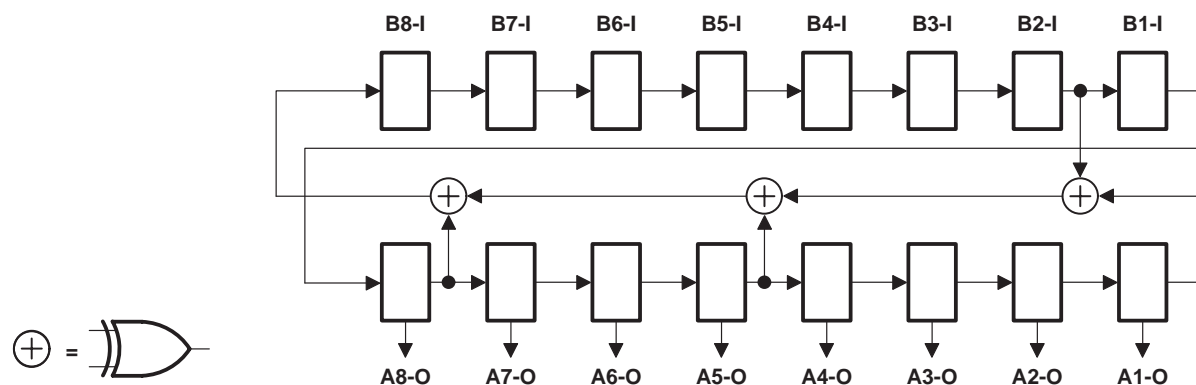 B8-I B7-I B6-I B5-I B4-I B3-I B2-I B1-I
=
A8-O A7-O A6-O A5-O A4-O A3-O A2-O A1-O